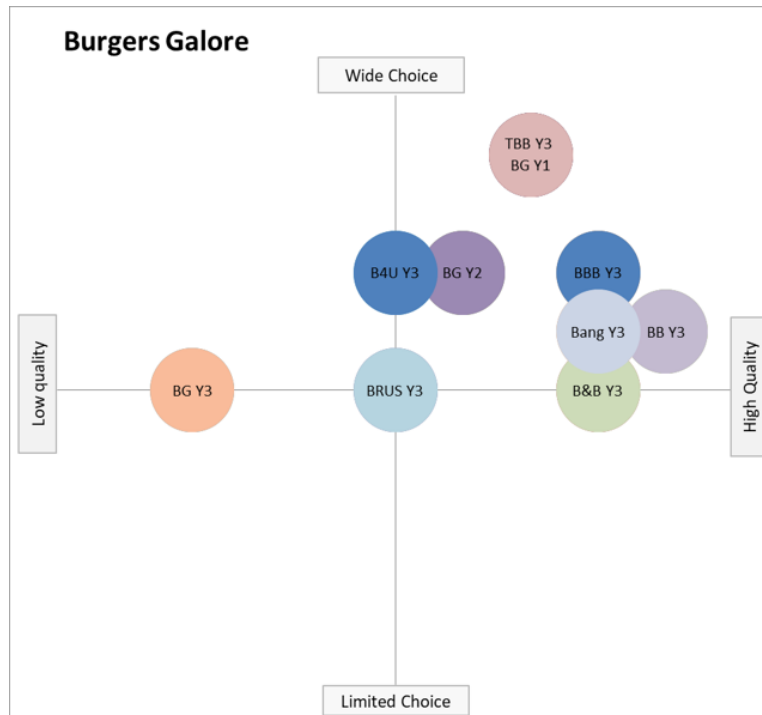 Burgers Galore
Wide Choice
TBB Y3
BG Y1
B4U Y3
BG Y2
BBB Y3
Bang Y3
BB Y3
Low quality
BG Y3
BRUS Y3
B&B Y3
High Quality
Limited Choice